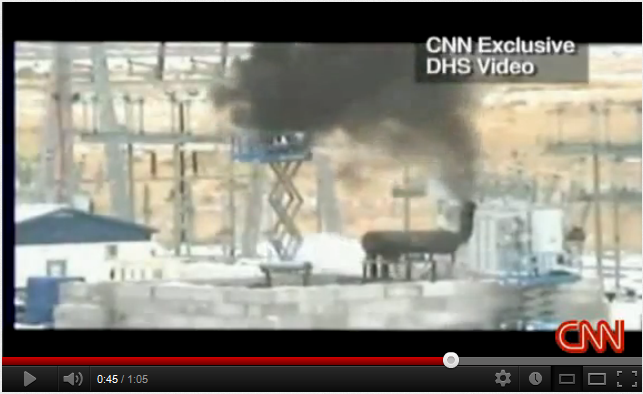 CNN Exclusive
DHS Video
CNN
0:45 / 1:05